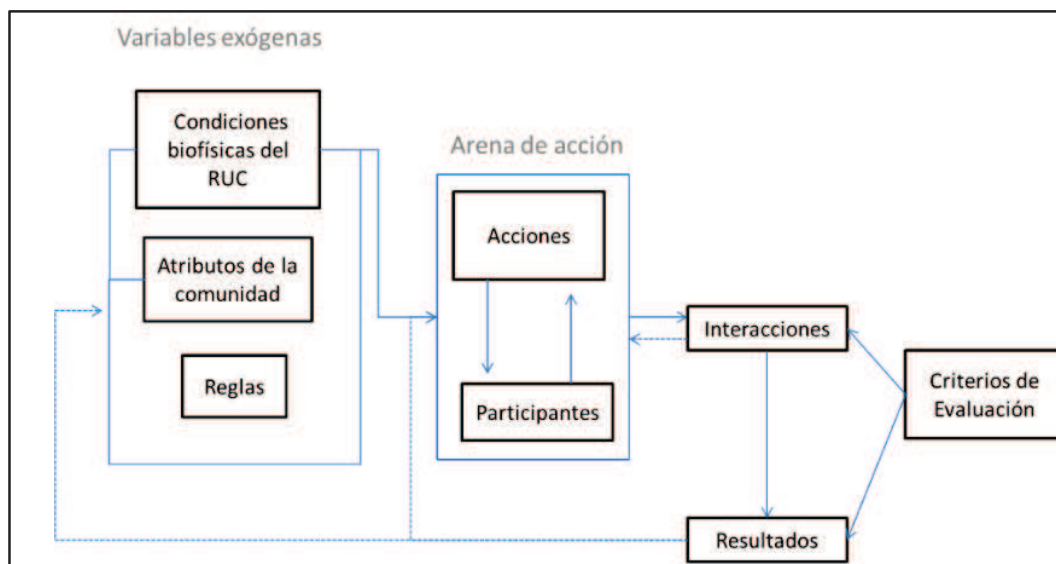 Variables exógenas
Condiciones
biofísicas del
RUC
Atributos de la
comunidad
Reglas
Arena de acción
Acciones
Participantes
Interacciones
Resultados
Criterios de
Evaluación